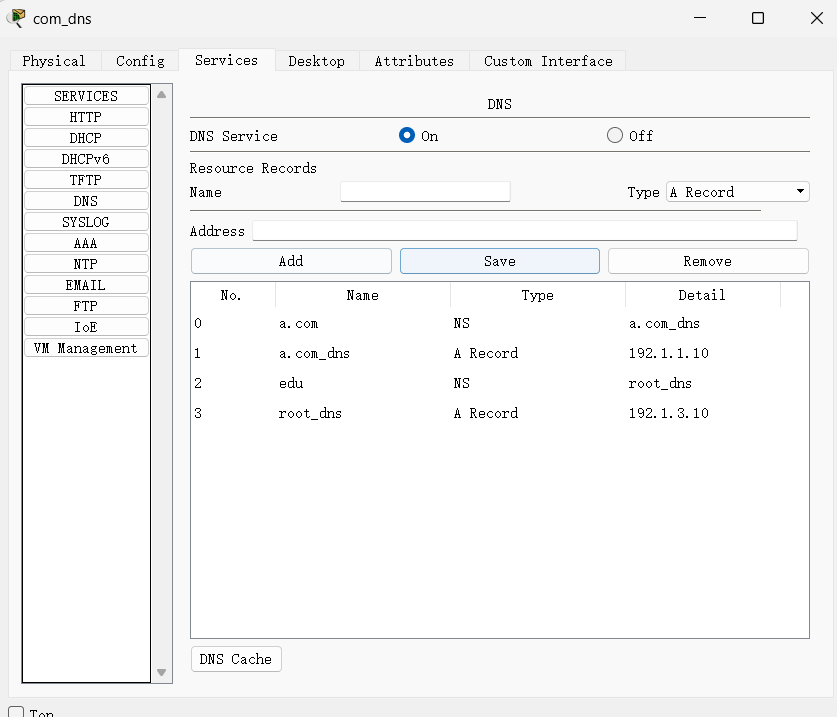 com_dns
Physical Config Services Desktop Attributes Custom Interface
SERVICES
HTTP
DHCP
DHCPv6
TFTP
DNS
SYSLOG
AAA
NTP
EMAIL
FTP
IoE
VM Management
DNS
DNS Service On Off
Resource Records
Name Type A Record
Address
Add Save Remove
No. Name Type Detail
0 a.com NS a.com_dns
1 a.com_dns A Record 192.1.1.10
2 edu NS root_dns
3 root_dns A Record 192.1.3.10
DNS Cache
Top